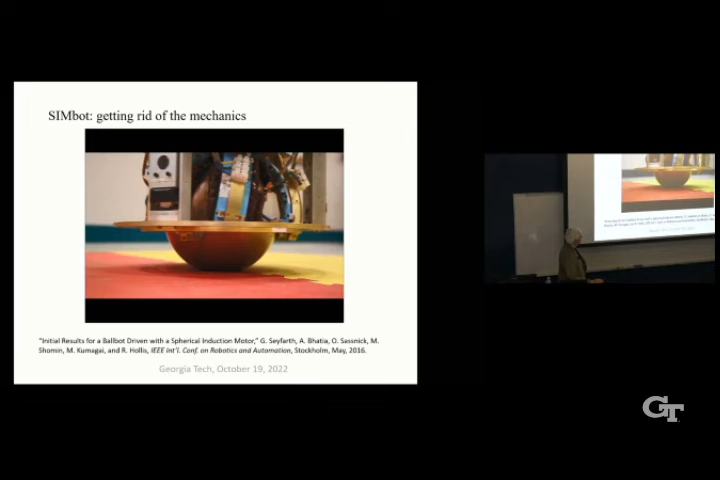 SIMbot: getting rid of the mechanics
"Initial Results for a Ballbot Driven with a Spherical Induction Motor," G. Seyfarth, A. Bhatia, O. Sassnick, M.
Shomin, M. Kumagai, and R. Hollis, IEEE Int'l. Conf. on Robotics and Automation, Stockholm, May, 2016.
Georgia Tech, October 19, 2022
GT